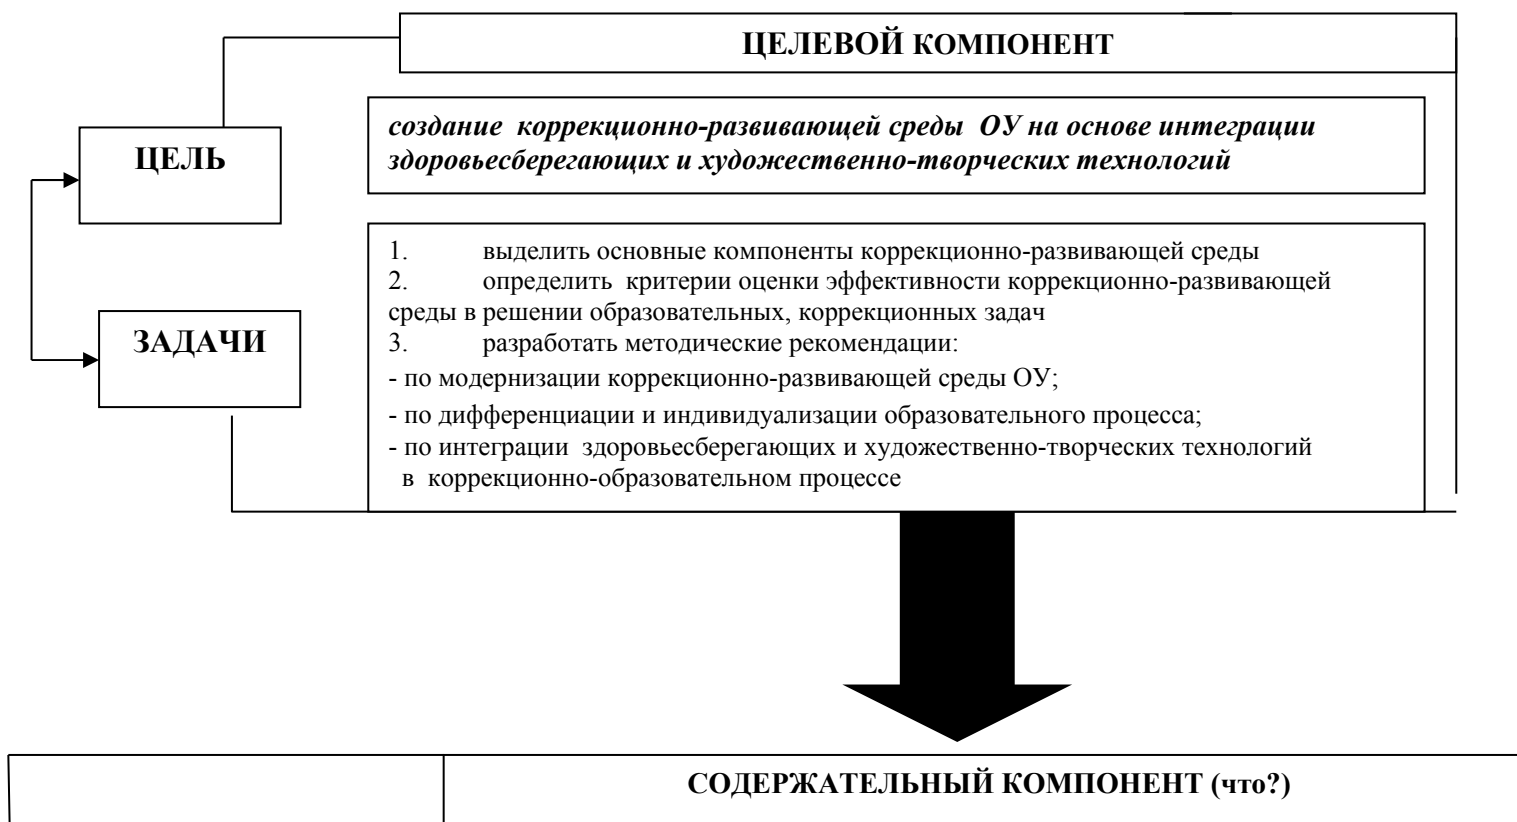 ЦЕЛЕВОЙ КОМПОНЕНТ
ЦЕЛЬ
создание коррекционно-развивающей среды ОУ на основе интеграции
здоровьесберегающих и художественно-творческих технологий
ЗАДАЧИ
1. выделить основные компоненты коррекционно-развивающей среды
2. определить критерии оценки эффективности коррекционно-развивающей
среды в решении образовательных, коррекционных задач
3. разработать методические рекомендации:
- по модернизации коррекционно-развивающей среды ОУ;
- по дифференциации и индивидуализации образовательного процесса;
- по интеграции здоровьесберегающих и художественно-творческих технологий
в коррекционно-образовательном процессе
СОДЕРЖАТЕЛЬНЫЙ КОМПОНЕНТ (что?)